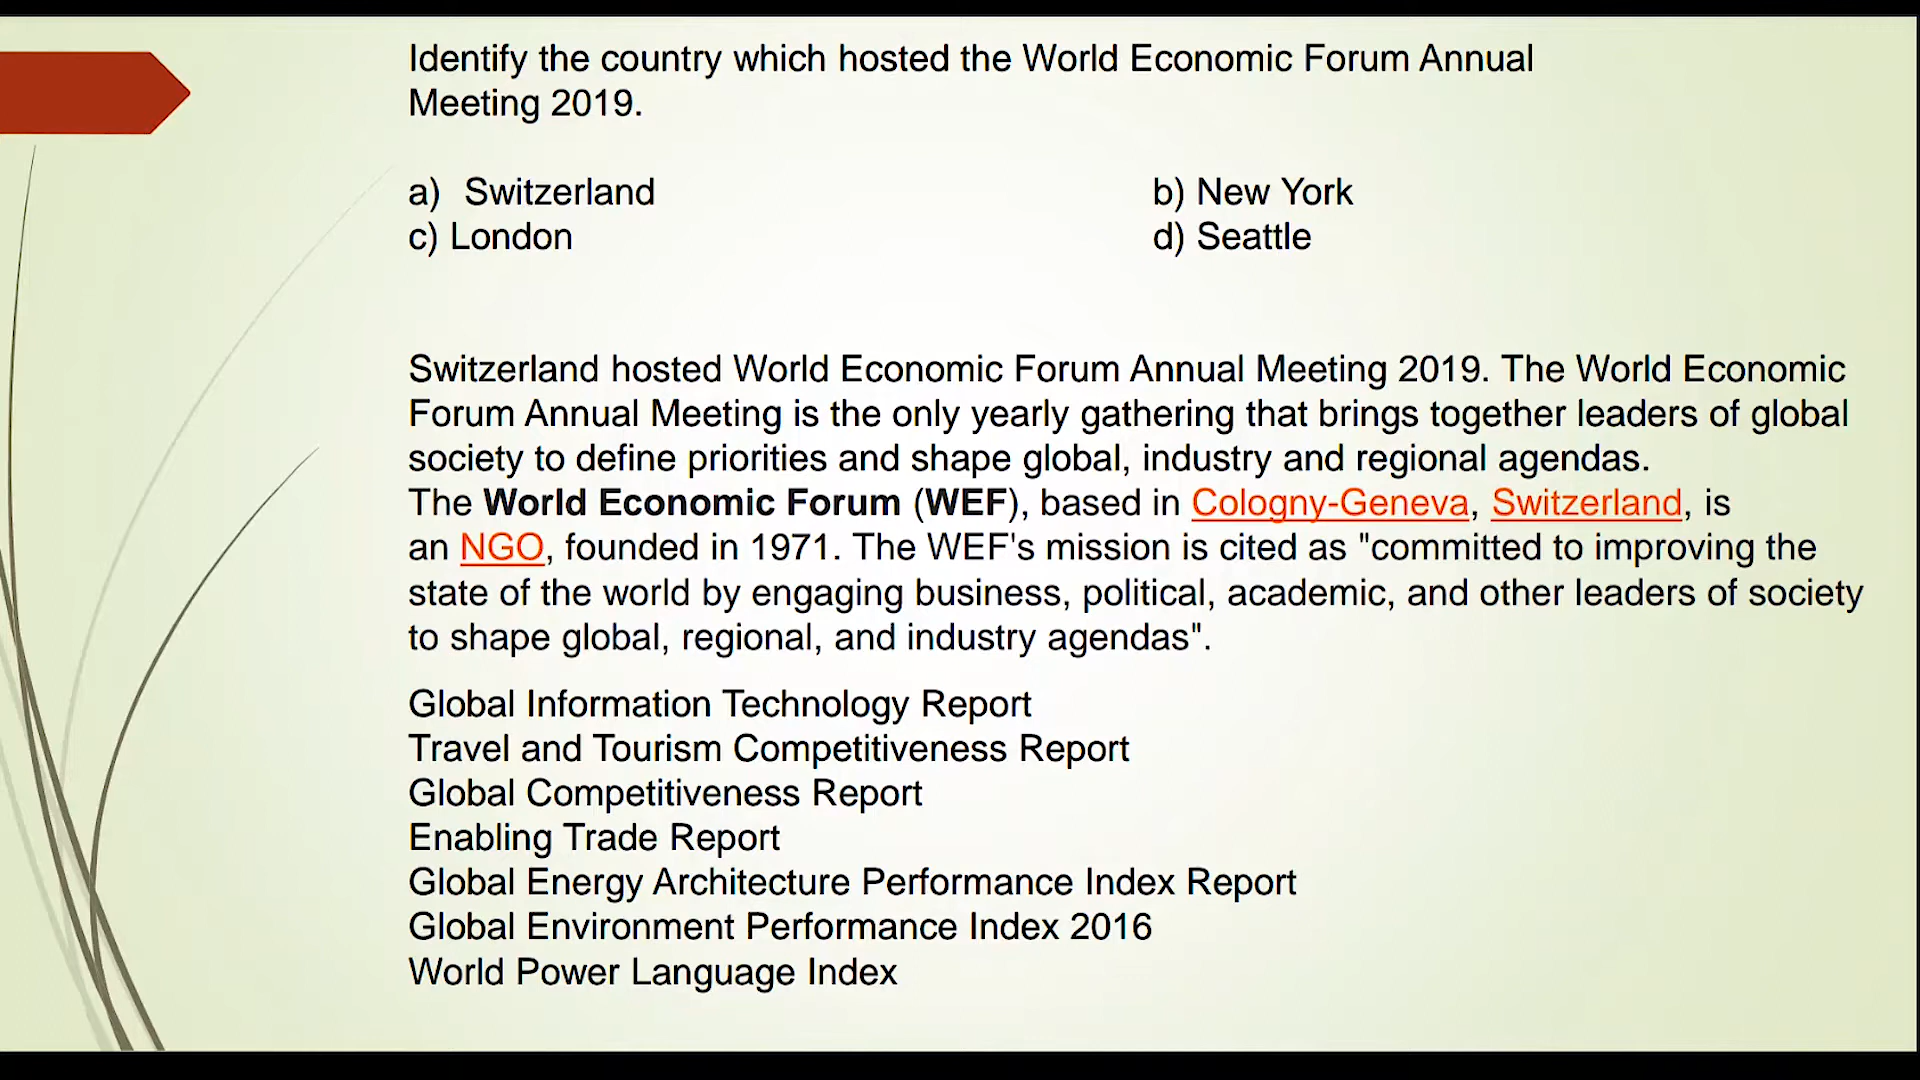 Identify the country which hosted the World Economic Forum Annual
Meeting 2019.
a) Switzerland b) New York
c) London d) Seattle
Switzerland hosted World Economic Forum Annual Meeting 2019. The World Economic
Forum Annual Meeting is the only yearly gathering that brings together leaders of global
society to define priorities and shape global, industry and regional agendas.
The World Economic Forum (WEF), based in Cologny-Geneva, Switzerland, is
an NGO, founded in 1971. The WEF's mission is cited as "committed to improving the
state of the world by engaging business, political, academic, and other leaders of society
to shape global, regional, and industry agendas".
Global Information Technology Report
Travel and Tourism Competitiveness Report
Global Competitiveness Report
Enabling Trade Report
Global Energy Architecture Performance Index Report
Global Environment Performance Index 2016
World Power Language Index